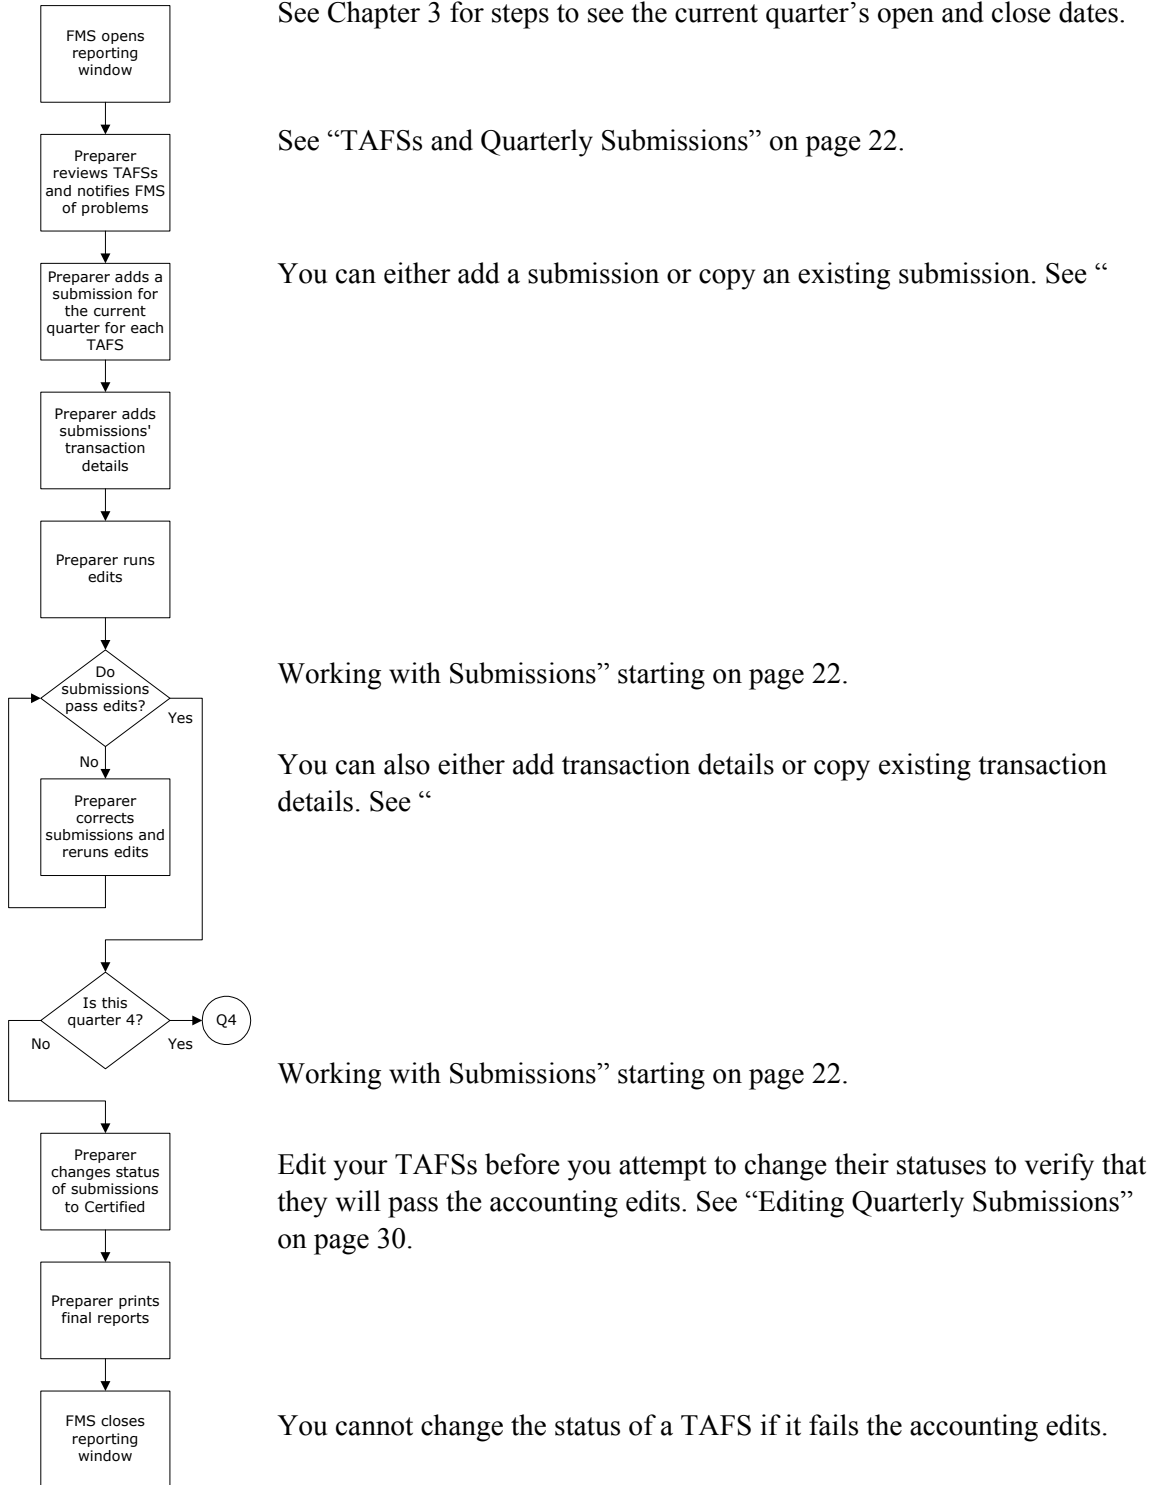 See Chapter 3 for steps to see the current quarter’s open and close dates.
FMS opens
reporting
window
See “TAFSs and Quarterly Submissions” on page 22.
Preparer
reviews TAFSs
and notifies FMS
of problems
You can either add a submission or copy an existing submission. See “
Preparer adds a
submission for
the current
quarter for each
TAFS
Preparer adds
submissions'
transaction
details
Preparer runs
edits
Working with Submissions” starting on page 22.
Do
submissions
pass edits?
Yes
No
You can also either add transaction details or copy existing transaction
details. See “
Preparer
corrects
submissions and
reruns edits
Is this
quarter 4?
Q4
No
Yes
Working with Submissions” starting on page 22.
Preparer
changes status
of submissions
to Certified
Edit your TAFSs before you attempt to change their statuses to verify that
they will pass the accounting edits. See “Editing Quarterly Submissions”
on page 30.
Preparer prints
final reports
FMS closes
reporting
window
You cannot change the status of a TAFS if it fails the accounting edits.